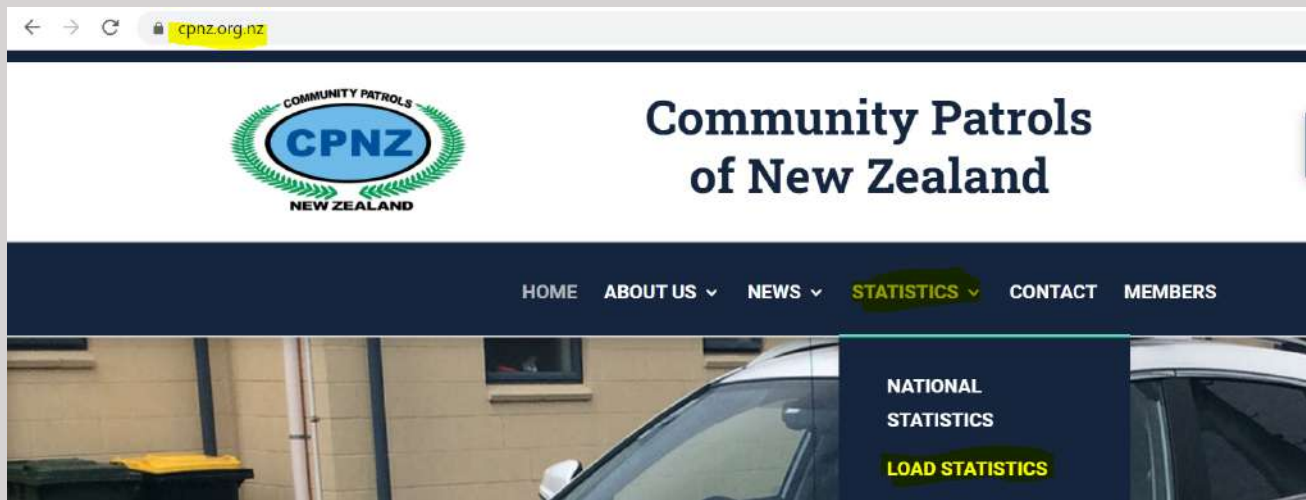 cpnz.org.nz
COMMUNITY PATROLS
CPNZ
NEW ZEALAND
Community Patrols
of New Zealand
HOME ABOUT US NEWS STATISTICS CONTACT MEMBERS
NATIONAL
STATISTICS
LOAD STATISTICS